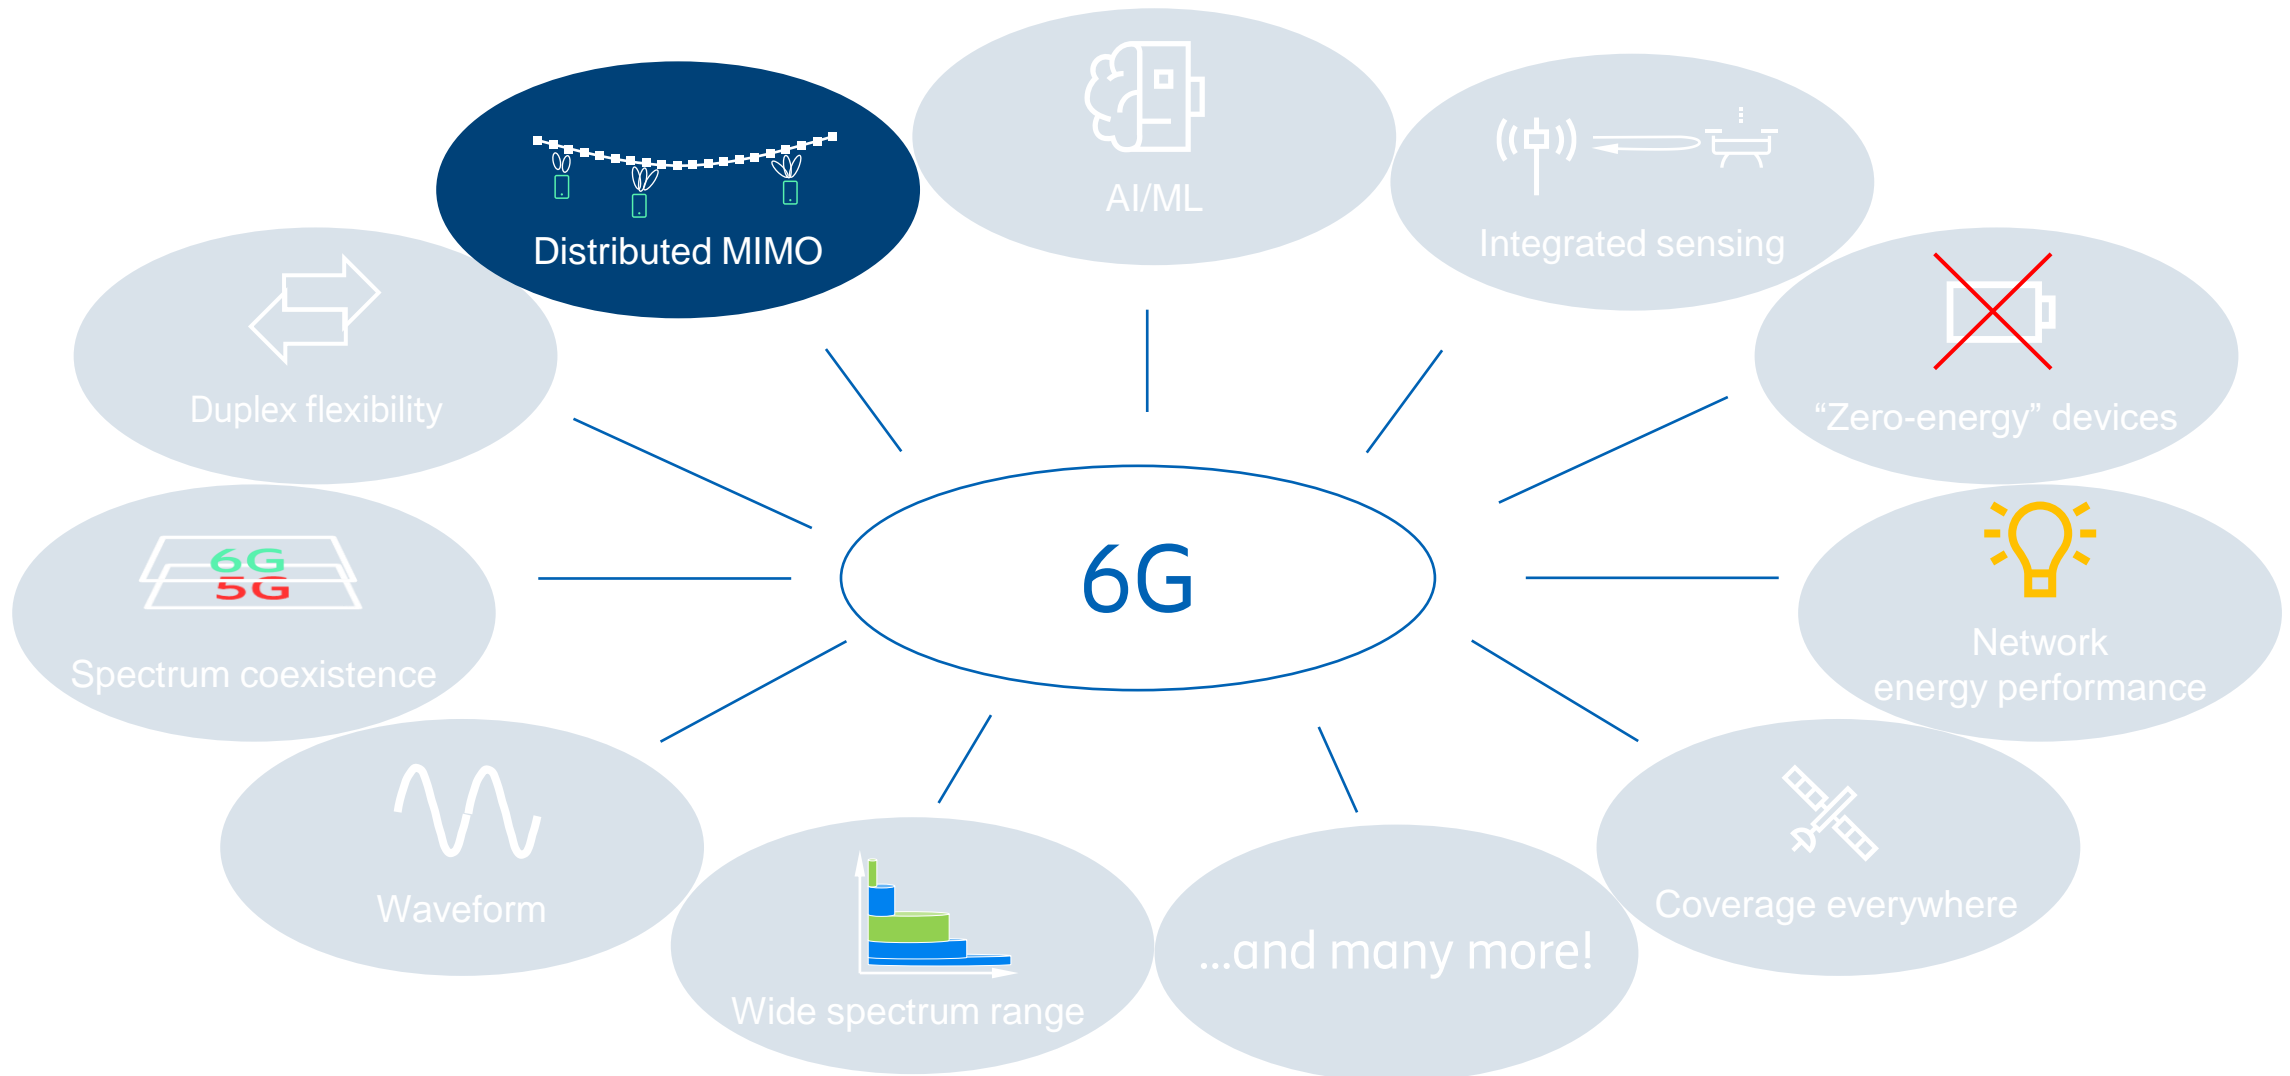 AI/ML
Distributed MIMO
Integrated sensing
Duplex flexibility
“Zero-energy” devices
6G
5G
6G
Spectrum coexistence
Network
energy performance
Waveform
Coverage everywhere
...and many more!
Wide spectrum range